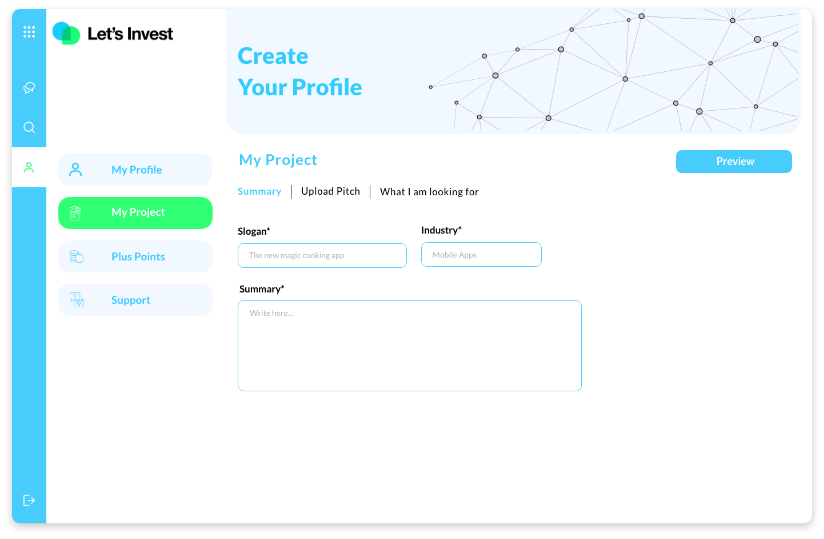 Let's Invest
Create
Your Profile
My Profile
My Project
Plus Points
Support
My Project
Preview
Summary
Upload Pitch
What I am looking for
Slogan*
Industry*
The new magic cooking app
Mobile Apps
Summary*
Write here...